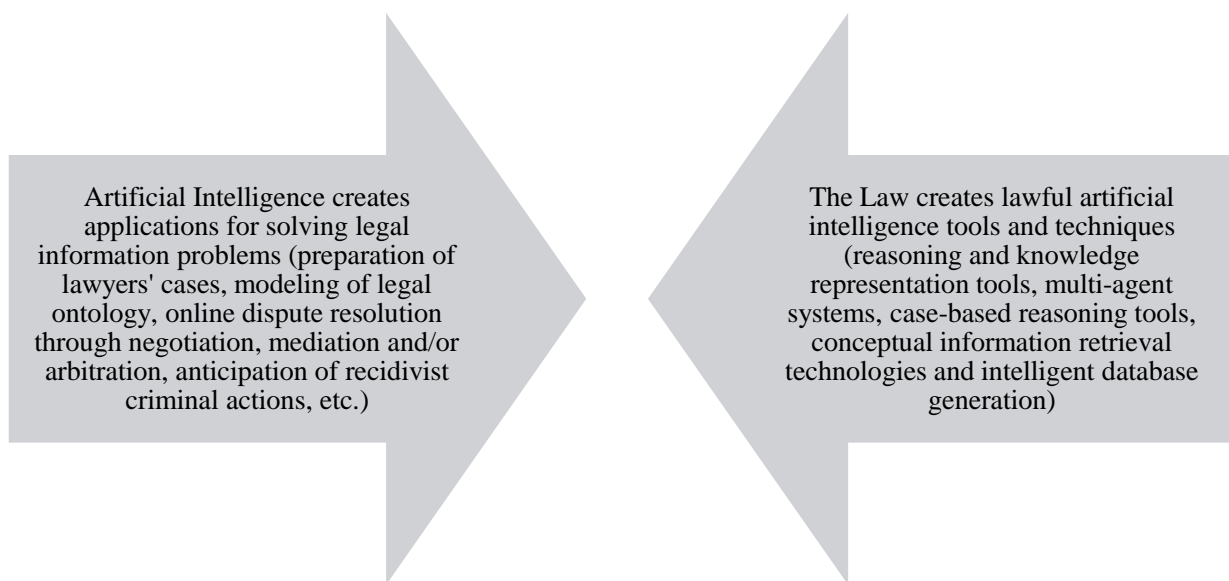 Artificial Intelligence creates
applications for solving legal
information problems (preparation of
lawyers' cases, modeling of legal
ontology, online dispute resolution
through negotiation, mediation and/or
arbitration, anticipation of recidivist
criminal actions, etc.)
The Law creates lawful artificial
intelligence tools and techniques
(reasoning and knowledge
representation tools, multi-agent
systems, case-based reasoning tools,
conceptual information retrieval
technologies and intelligent database
generation)